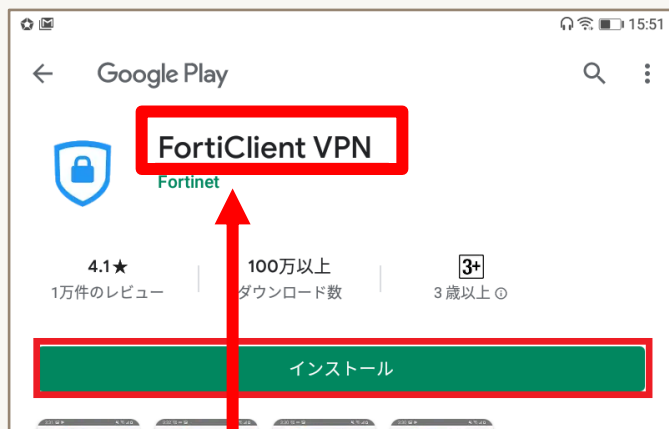 15:51
Google Play
FortiClient VPN
Fortinet
4.1★
100万以上
3+
1万件のレビュー
ダウンロード数
3 歳以上
インストール